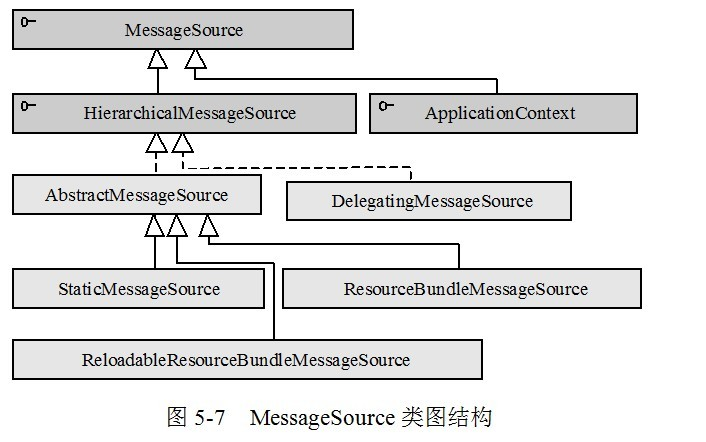 MessageSource
HierarchicalMessageSource
ApplicationContext
AbstractMessageSource
DelegatingMessageSource
StaticMessageSource
ResourceBundleMessageSource
ReloadableResourceBundleMessageSource
图 5-7 MessageSource 类图结构